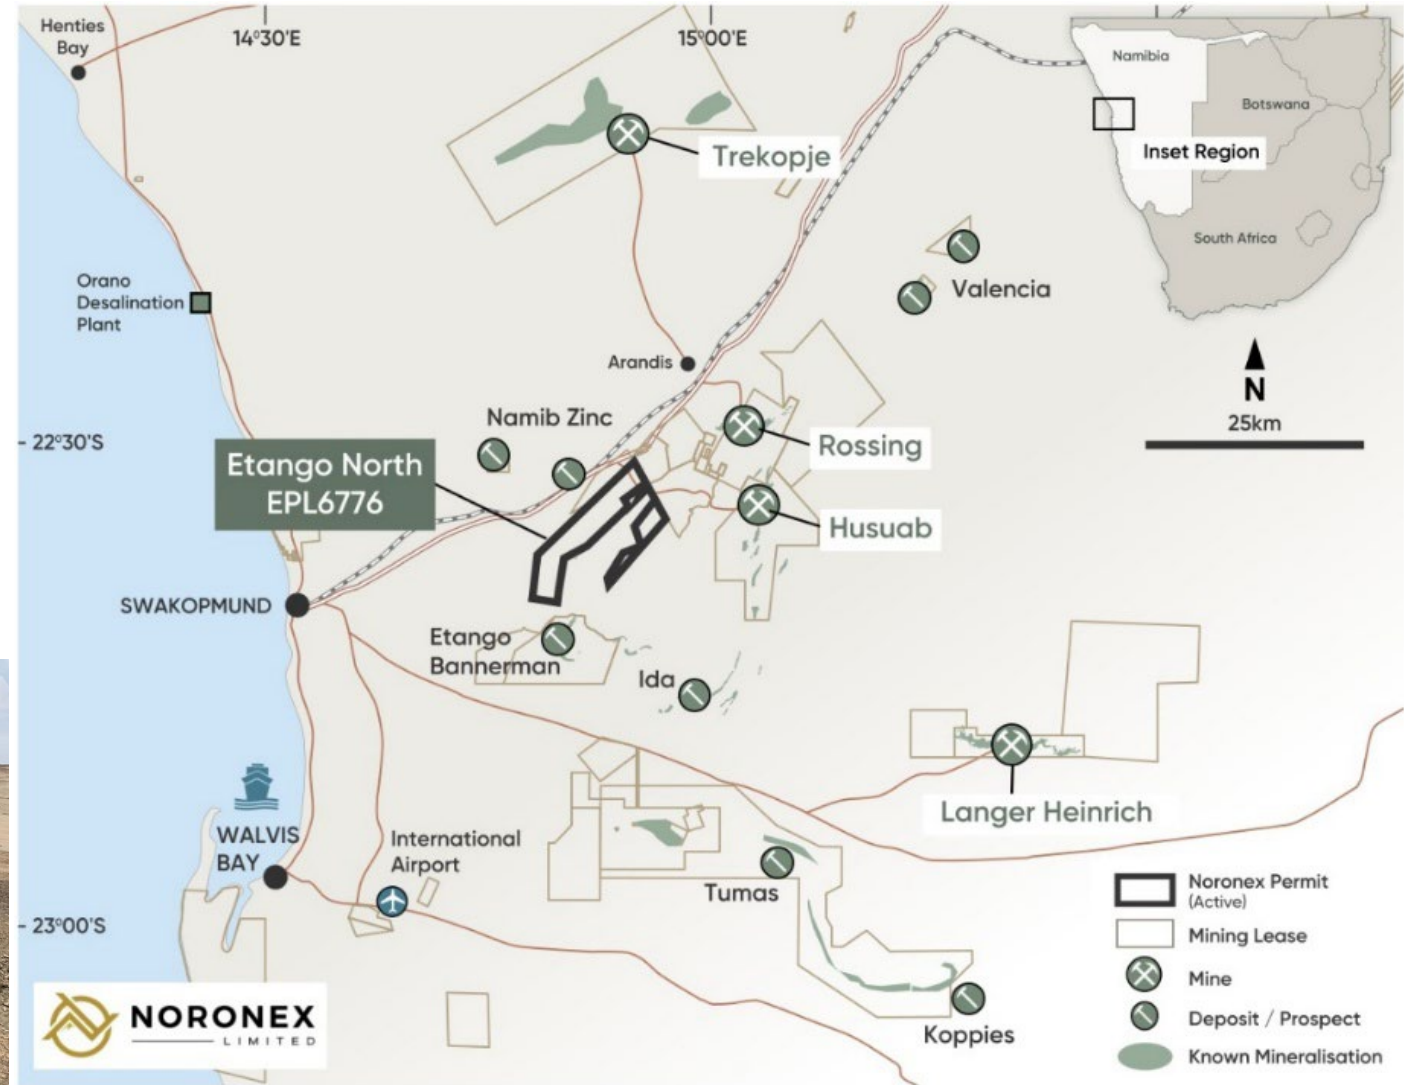 Henties
Bay
14°30'E
15°00'E
Namibia
Botswana
Inset Region
South Africa
Trekopje
Orano
Desalination
Plant
Valencia
Arandis
N
25km
Namib Zinc
22°30'S
Rossing
Etango North
EPL6776
Husuab
SWAKOPMUND
Etango
Bannerman
Ida
Langer Heinrich
WALVIS
BAY
International
Airport
Tumas
23°00'S
Koppies
Noronex Permit
(Active)
Mining Lease
Mine
Deposit / Prospect
Known Mineralisation
NORONEX
LIMITED